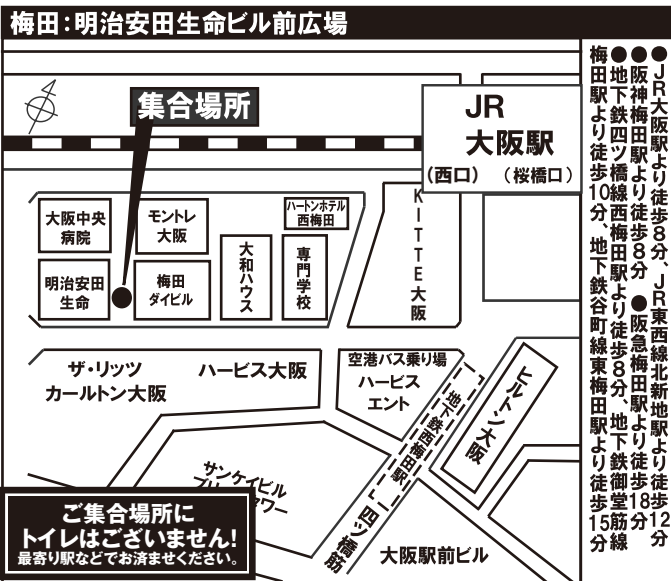 梅田：明治安田生命ビル前広場
集合場所
JR
大阪駅
（西口）（桜橋口）
大阪中央
病院
モントレ
大阪
ハートンホテル
西梅田
KITTE大阪
明治安田
生命
梅田
ダイビル
大和ハウス
専門学校
ザ・リッツ
カールトン大阪
ハービス大阪
空港バス乗り場
ハービス
エント
地下鉄西梅田駅
ヒルトン大阪
サンケイビル
四ツ橋筋
大阪駅前ビル
ご集合場所に
トイレはございません!
最寄り駅などでお済ませください。
●JR大阪駅より徒歩8分、JR東西線北新地駅より徒歩12分
●阪神梅田駅より徒歩8分 ●阪急梅田駅より徒歩18分
●地下鉄四ツ橋線西梅田駅より徒歩8分、地下鉄御堂筋線
梅田駅より徒歩10分、地下鉄谷町線東梅田駅より徒歩15分